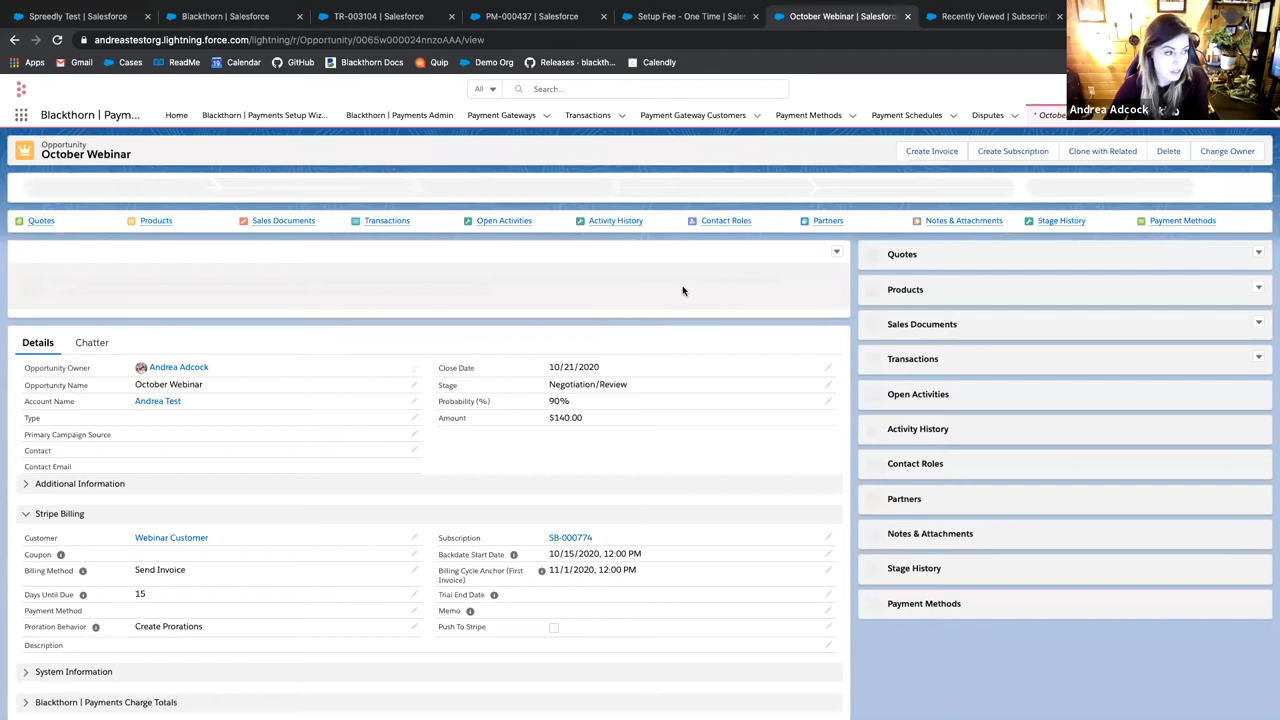 Spreedly Test | Salesforce
Blackthorn | Salesforce
TR-003104 | Salesforce
PM-000437 | Salesforce
Setup Fee - One Time | Sales
October Webinar | Salesforc
Recently Viewed | Subscripti
andreastestorg.lightning.force.com/lightning/r/Opportunity/0065w000024nnzoAAA/view
Apps Gmail Cases ReadMe Calendar GitHub Blackthorn Docs Quip Demo Org Releases · blackth... Calendly
Andrea Adcock
All Search...
Blackthorn | Paym... Home Blackthorn | Payments Setup Wiz... Blackthorn | Payments Admin Payment Gateways Transactions Payment Gateway Customers Payment Methods Payment Schedules Disputes * Octobe
Opportunity
October Webinar
Create Invoice Create Subscription Clone with Related Delete Change Owner
Quotes Products Sales Documents Transactions Open Activities Activity History Contact Roles Partners Notes & Attachments Stage History Payment Methods
Details Chatter
Opportunity Owner Andrea Adcock
Opportunity Name October Webinar
Account Name Andrea Test
Type
Primary Campaign Source
Contact
Contact Email
Close Date 10/21/2020
Stage Negotiation/Review
Probability (%) 90%
Amount $140.00
Additional Information
Stripe Billing
Customer Webinar Customer
Coupon
Billing Method Send Invoice
Days Until Due 15
Payment Method
Proration Behavior Create Prorations
Description
Subscription SB-000774
Backdate Start Date 10/15/2020, 12:00 PM
Billing Cycle Anchor (First
Invoice) 11/1/2020, 12:00 PM
Trial End Date
Memo
Push To Stripe
System Information
Blackthorn | Payments Charge Totals
Quotes
Products
Sales Documents
Transactions
Open Activities
Activity History
Contact Roles
Partners
Notes & Attachments
Stage History
Payment Methods